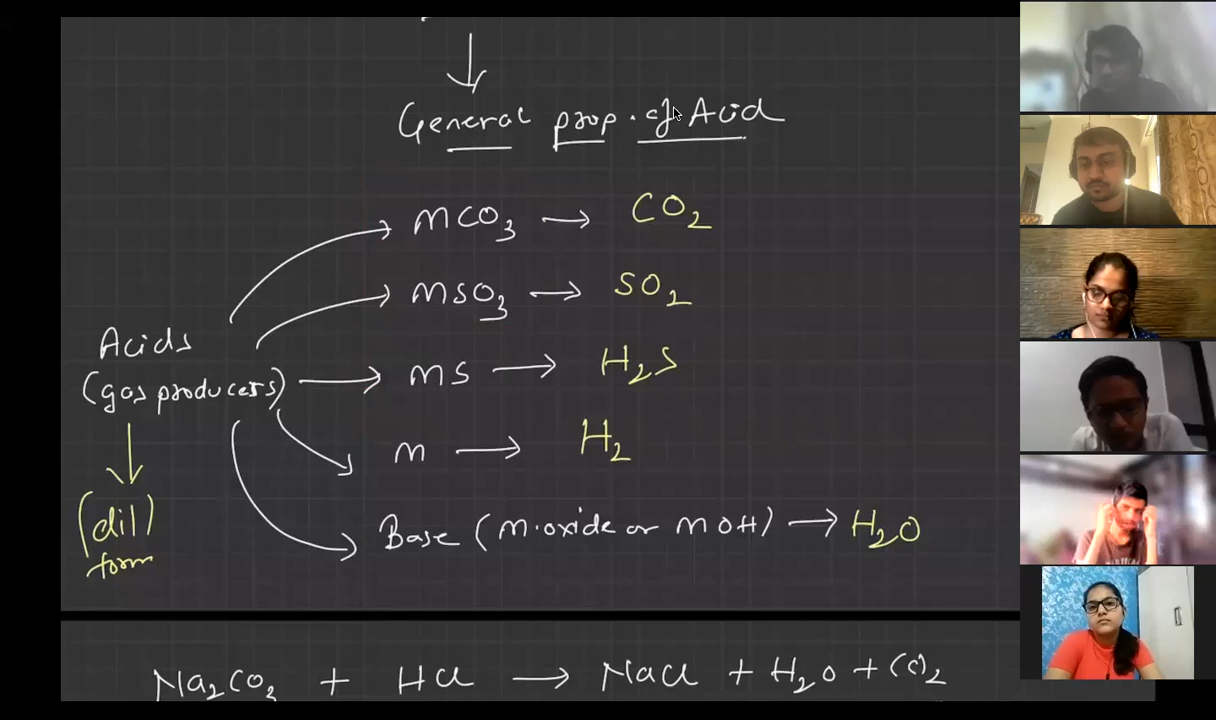 General prop. of Acid
MCO3 → CO2
MSO3 → SO2
Acids
(gas producers) → MS → H2S
M → H2
(dil)
form
Base (M.oxide or MOH) → H2O
Na2CO3 + HCl → NaCl + H2O + CO2